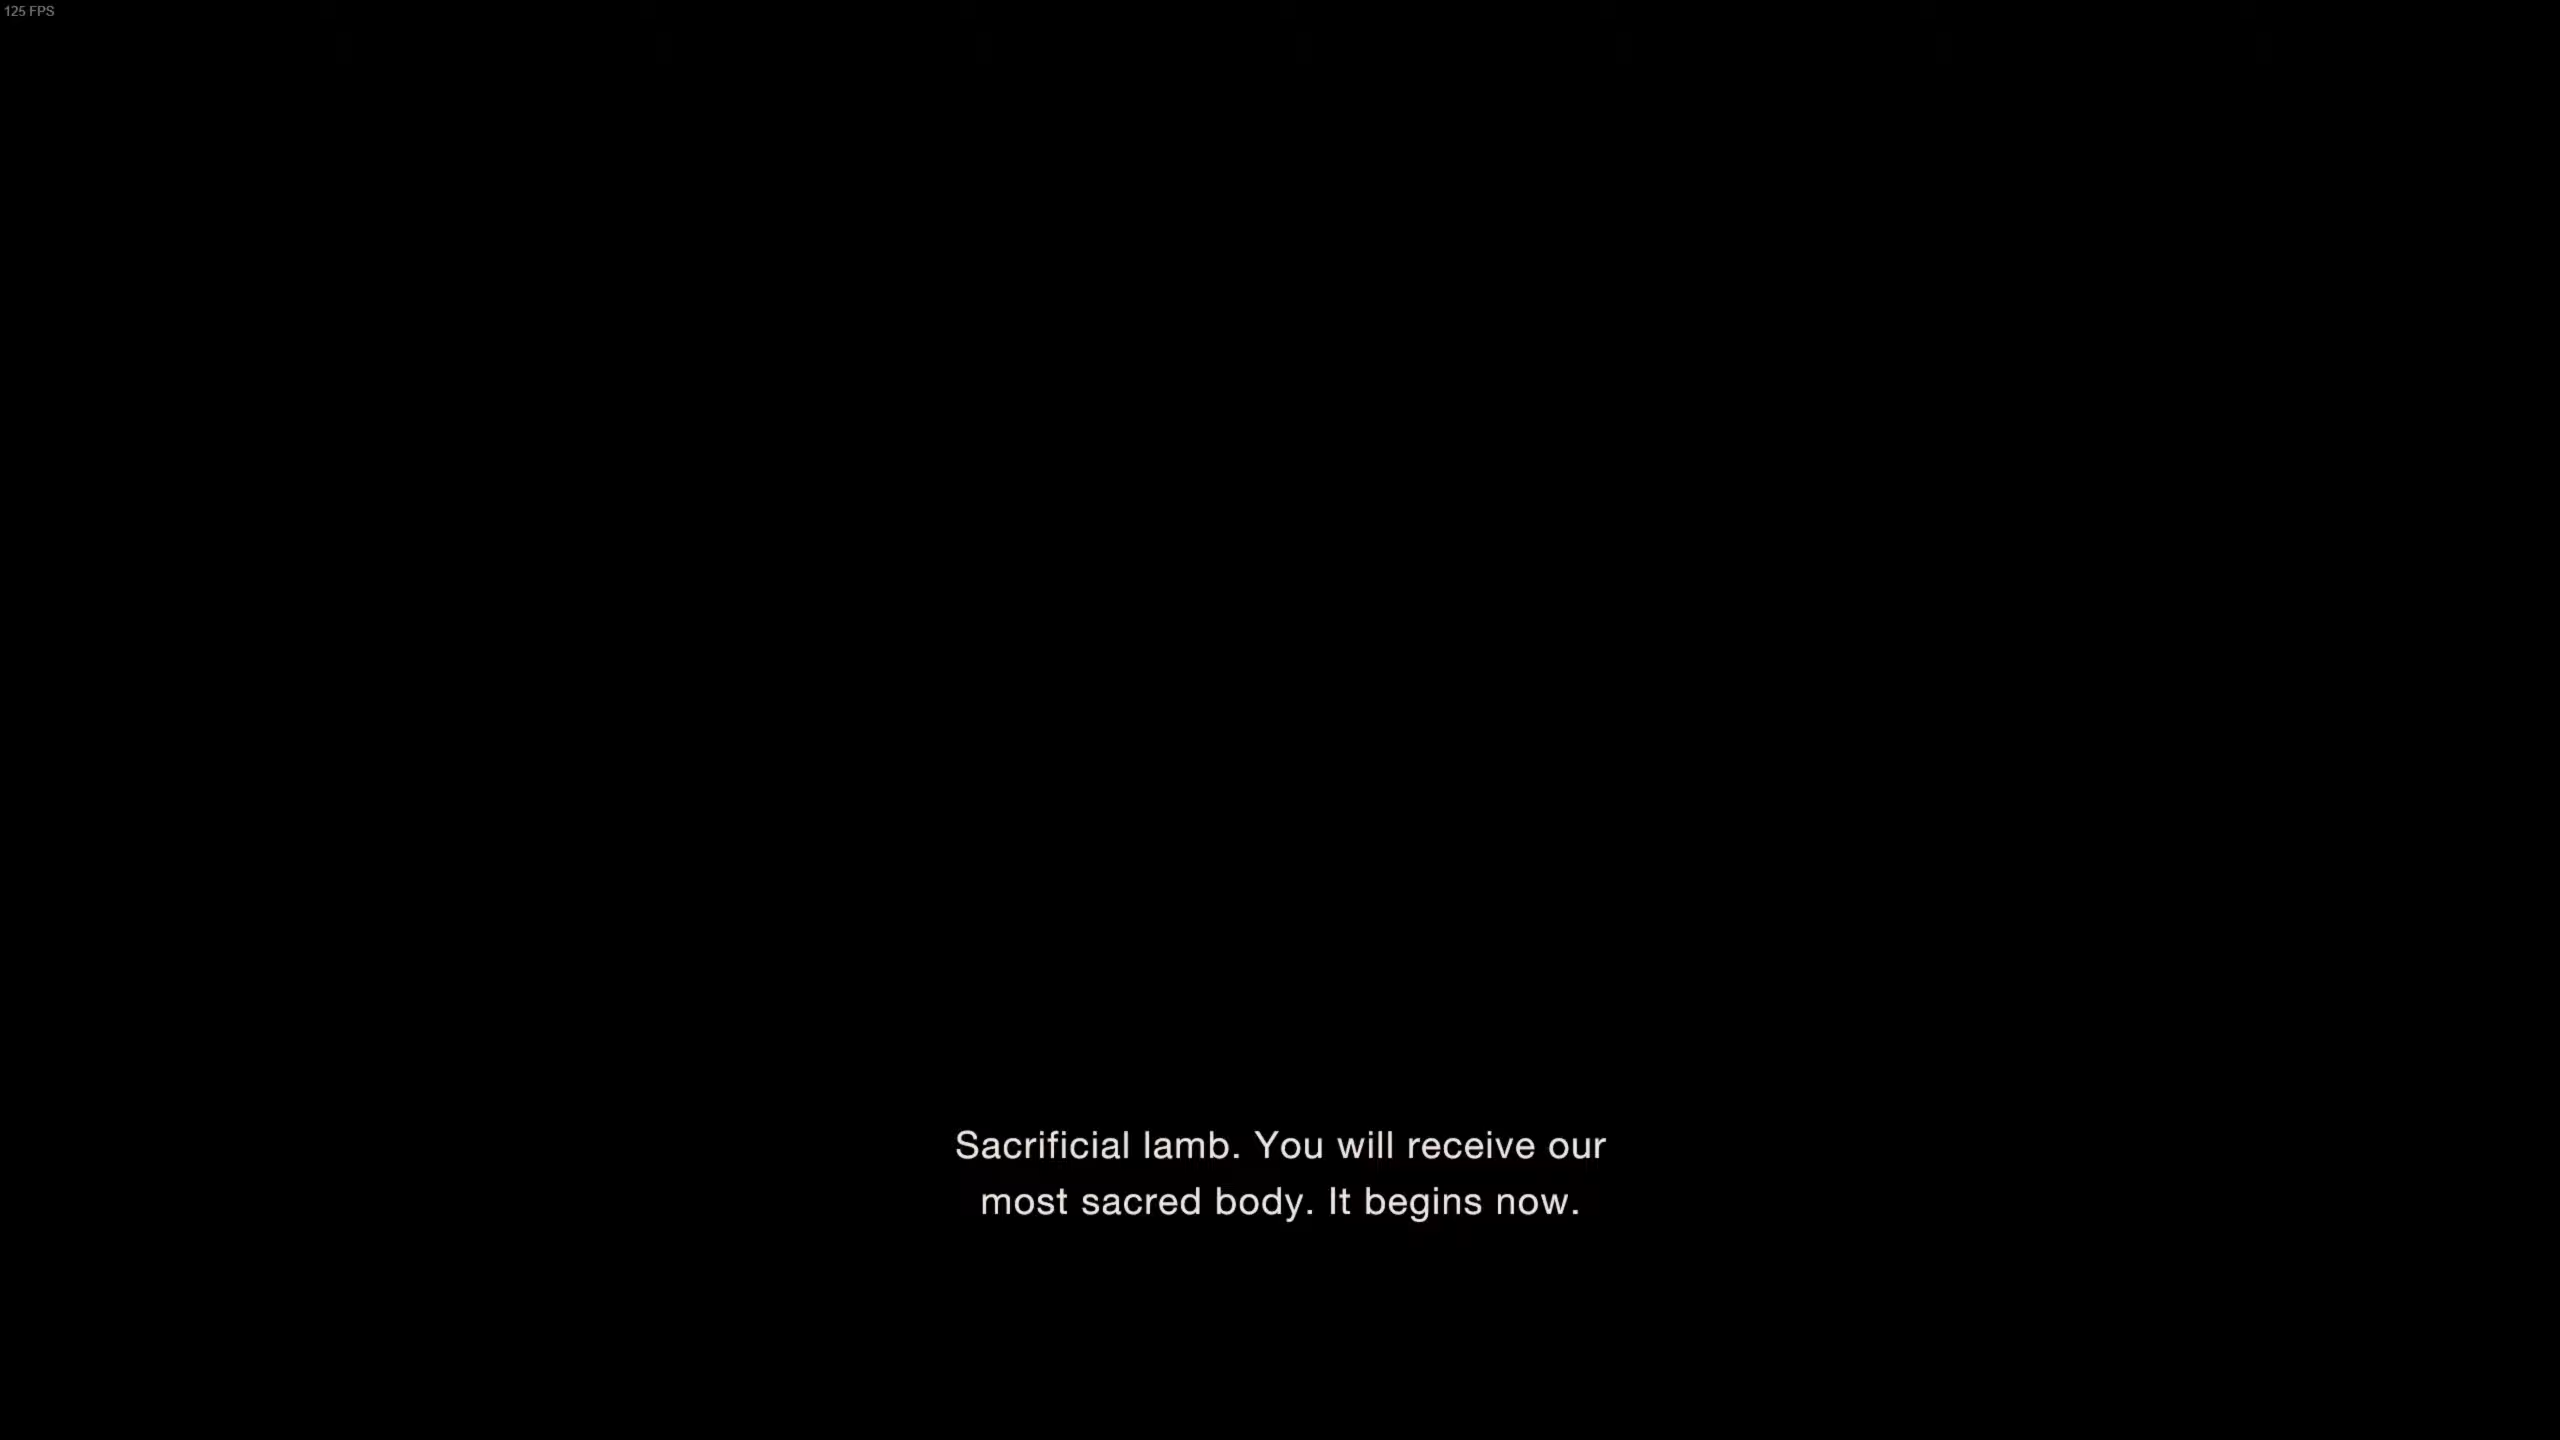 125 FPS
Sacrificial lamb. You will receive our
most sacred body. It begins now.